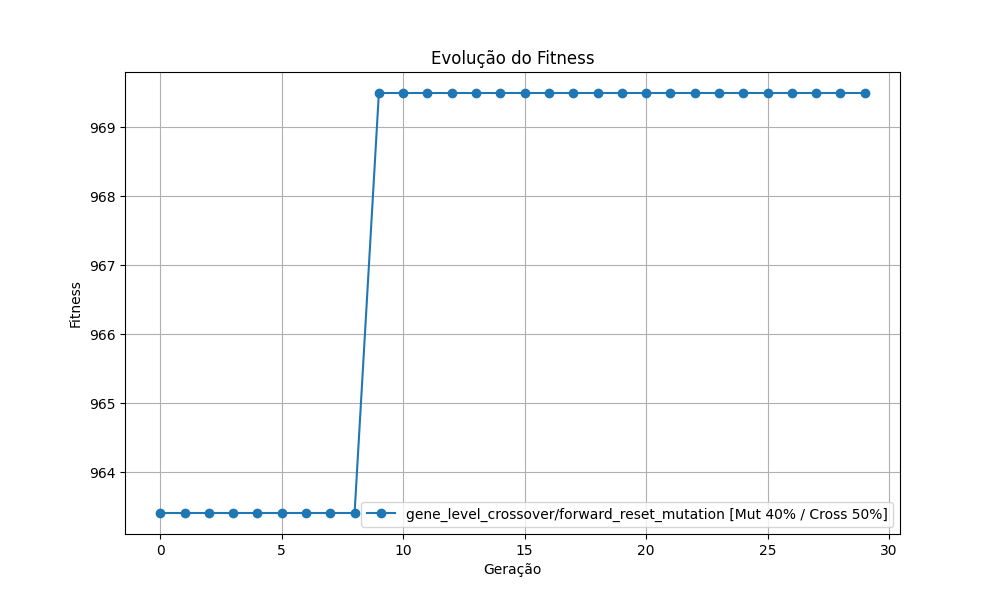 Evolução do Fitness
Fitness
969
968
967
966
965
964
gene_level_crossover/forward_reset_mutation [Mut 40% / Cross 50%]
0 5 10 15 20 25 30
Geração